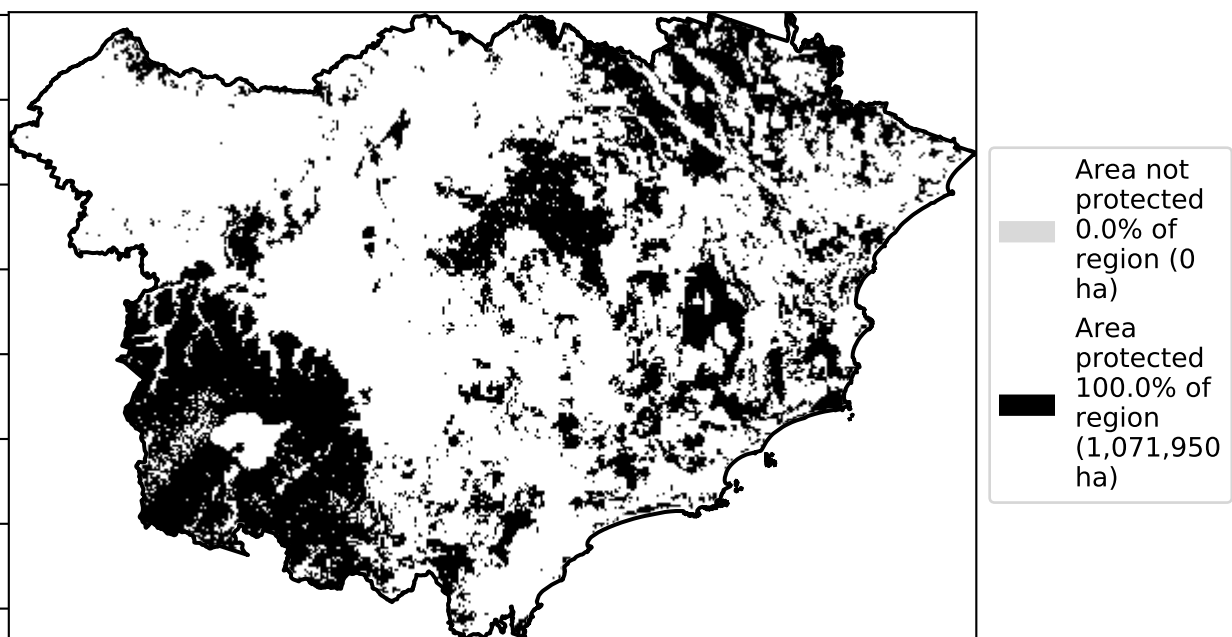 Area not
protected
0.0% of
region (0
ha)
Area
protected
100.0% of
region
(1,071,950
ha)